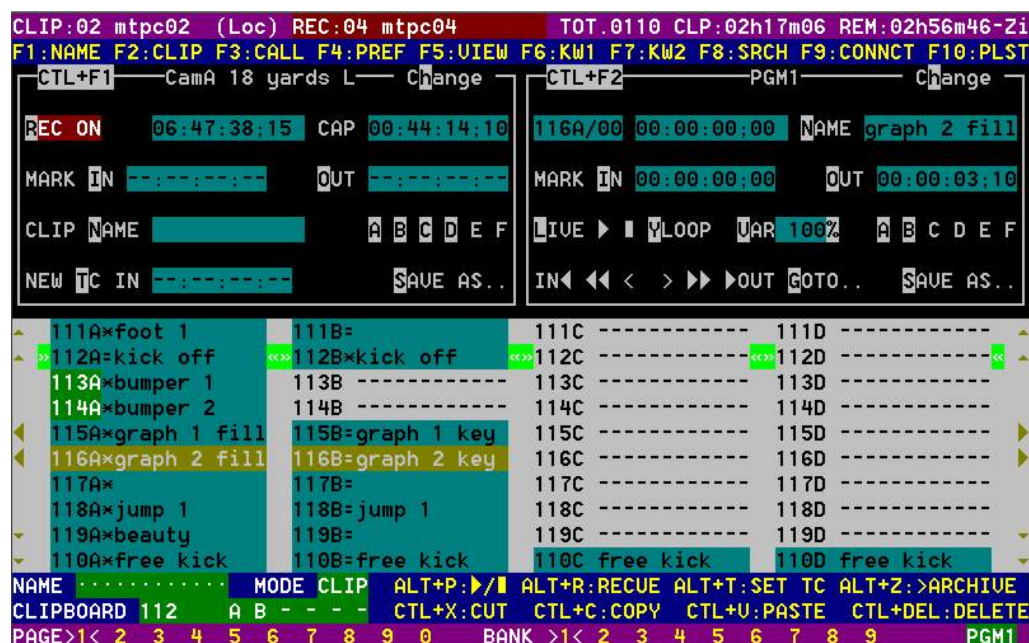 CLIP:02 mtpc02 (Loc) REC:04 mtpc04 TOT.0110 CLP:02h17m06 REM:02h56m46-Zi
F1:NAME F2:CLIP F3:CALL F4:PREF F5:VIEW F6:KW1 F7:KW2 F8:SRCH F9:CONNCT F10:PLST
CTL+F1 CamA 18 yards L Change CTL+F2 PGM1 Change
REC ON 06:47:38;15 CAP 00:44:14;10 116A/00 00:00:00;00 NAME graph 2 fill
MARK IN --:--:--:-- OUT --:--:--:-- MARK IN 00:00:00;00 OUT 00:00:03;10
CLIP NAME A B C D E F LIVE ▶ ▮ YLOOP VAR 100% A B C D E F
NEW TC IN --:--:--:-- SAVE AS.. IN◀ ◀◀ < > ▶▶ ▶OUT GOTO.. SAVE AS..
111A*foot 1 111B= 111C ------------ 111D ------------
»112A=kick off «»112B*kick off «»112C ------------ «»112D ------------ «
113A*bumper 1 113B ------------ 113C ------------ 113D ------------
114A*bumper 2 114B ------------ 114C ------------ 114D ------------
115A*graph 1 fill 115B=graph 1 key 115C ------------ 115D ------------
116A*graph 2 fill 116B=graph 2 key 116C ------------ 116D ------------
117A* 117B= 117C ------------ 117D ------------
118A*jump 1 118B=jump 1 118C ------------ 118D ------------
119A*beauty 119B= 119C ------------ 119D ------------
110A*free kick 110B=free kick 110C free kick 110D free kick
NAME ············ MODE CLIP ALT+P:▶/▮ ALT+R:RECUE ALT+T:SET TC ALT+Z:>ARCHIVE
CLIPBOARD 112 A B - - - - CTL+X:CUT CTL+C:COPY CTL+V:PASTE CTL+DEL:DELETE
PAGE>1< 2 3 4 5 6 7 8 9 0 BANK >1< 2 3 4 5 6 7 8 9 PGM1